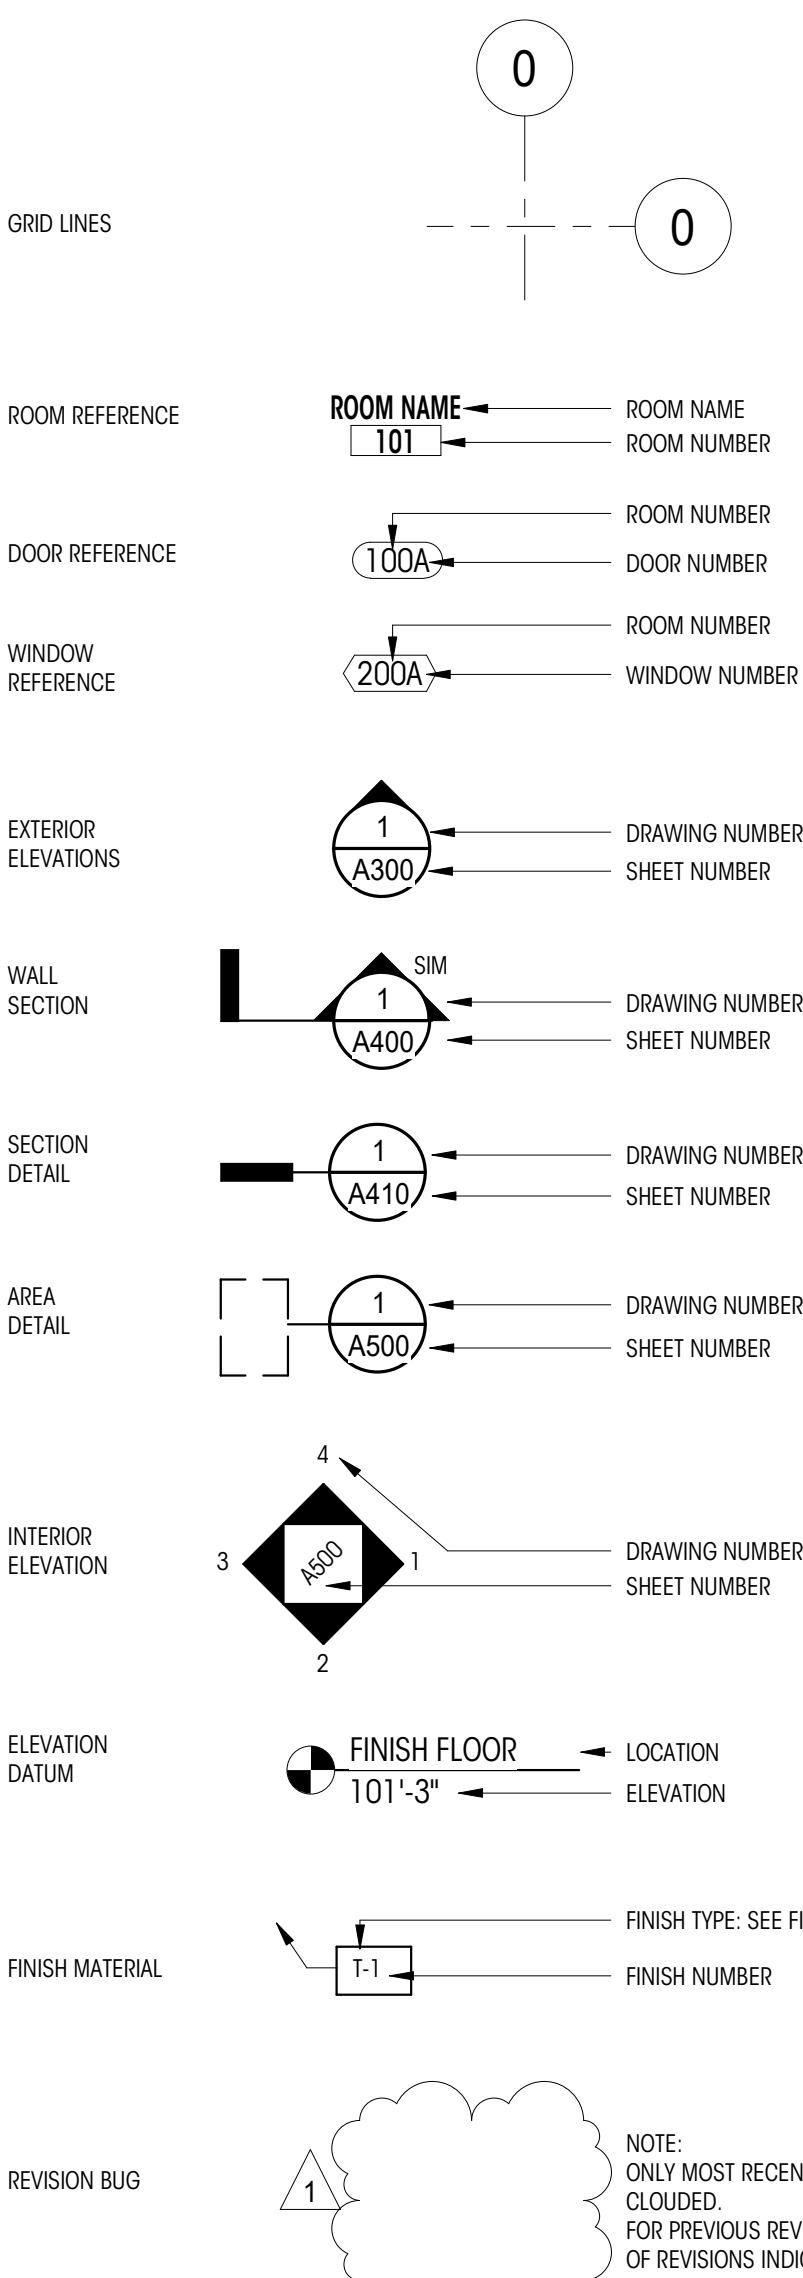 0
GRID LINES
0
ROOM REFERENCE
ROOM NAME
ROOM NAME
101
ROOM NUMBER
DOOR REFERENCE
100A
ROOM NUMBER
DOOR NUMBER
WINDOW
REFERENCE
200A
ROOM NUMBER
WINDOW NUMBER
EXTERIOR
ELEVATIONS
1
A300
DRAWING NUMBER
SHEET NUMBER
WALL
SECTION
SIM
1
A400
DRAWING NUMBER
SHEET NUMBER
SECTION
DETAIL
1
A410
DRAWING NUMBER
SHEET NUMBER
AREA
DETAIL
1
A500
DRAWING NUMBER
SHEET NUMBER
INTERIOR
ELEVATION
4
3
A500
1
2
DRAWING NUMBER
SHEET NUMBER
ELEVATION
DATUM
FINISH FLOOR
101'-3"
LOCATION
ELEVATION
FINISH MATERIAL
T-1
FINISH TYPE: SEE FI
FINISH NUMBER
REVISION BUG
1
NOTE:
ONLY MOST RECEN
CLOUDED.
FOR PREVIOUS REV
OF REVISIONS INDI